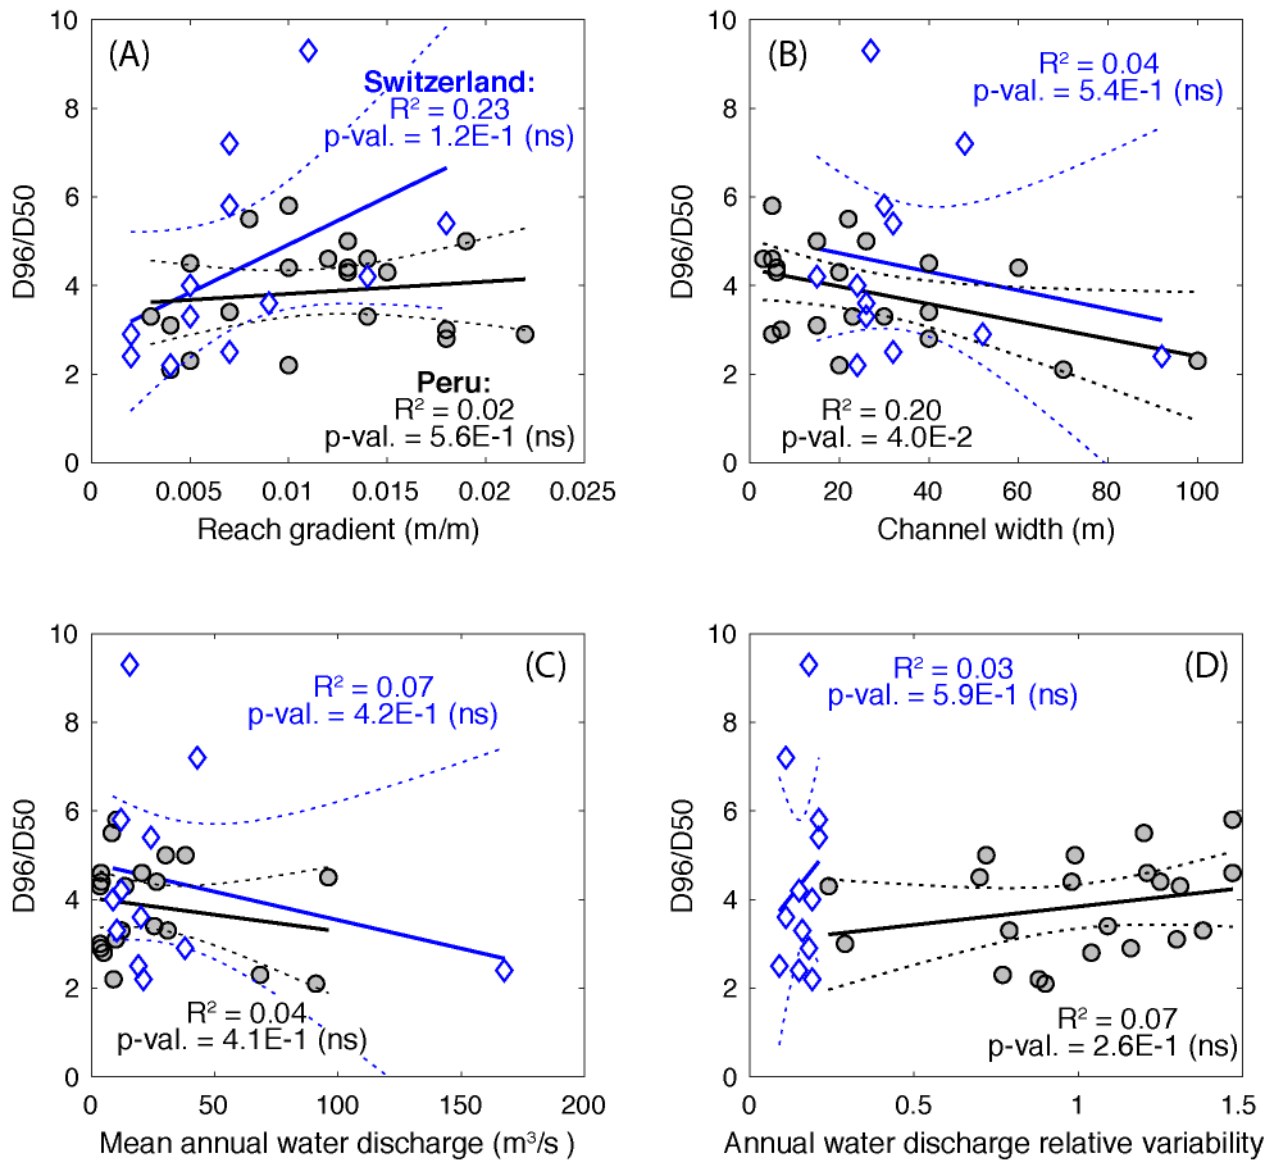 (A)
Switzerland:
R² = 0.23
p-val. = 1.2E-1 (ns)
Peru:
R² = 0.02
p-val. = 5.6E-1 (ns)
D96/D50
10
8
6
4
2
0
0 0.005 0.01 0.015 0.02 0.025
Reach gradient (m/m)
(B)
R² = 0.04
p-val. = 5.4E-1 (ns)
R² = 0.20
p-val. = 4.0E-2
D96/D50
10
8
6
4
2
0
0 20 40 60 80 100
Channel width (m)
(C)
R² = 0.07
p-val. = 4.2E-1 (ns)
R² = 0.04
p-val. = 4.1E-1 (ns)
D96/D50
10
8
6
4
2
0
0 50 100 150 200
Mean annual water discharge (m³/s )
(D)
R² = 0.03
p-val. = 5.9E-1 (ns)
R² = 0.07
p-val. = 2.6E-1 (ns)
D96/D50
10
8
6
4
2
0
0 0.5 1 1.5
Annual water discharge relative variability